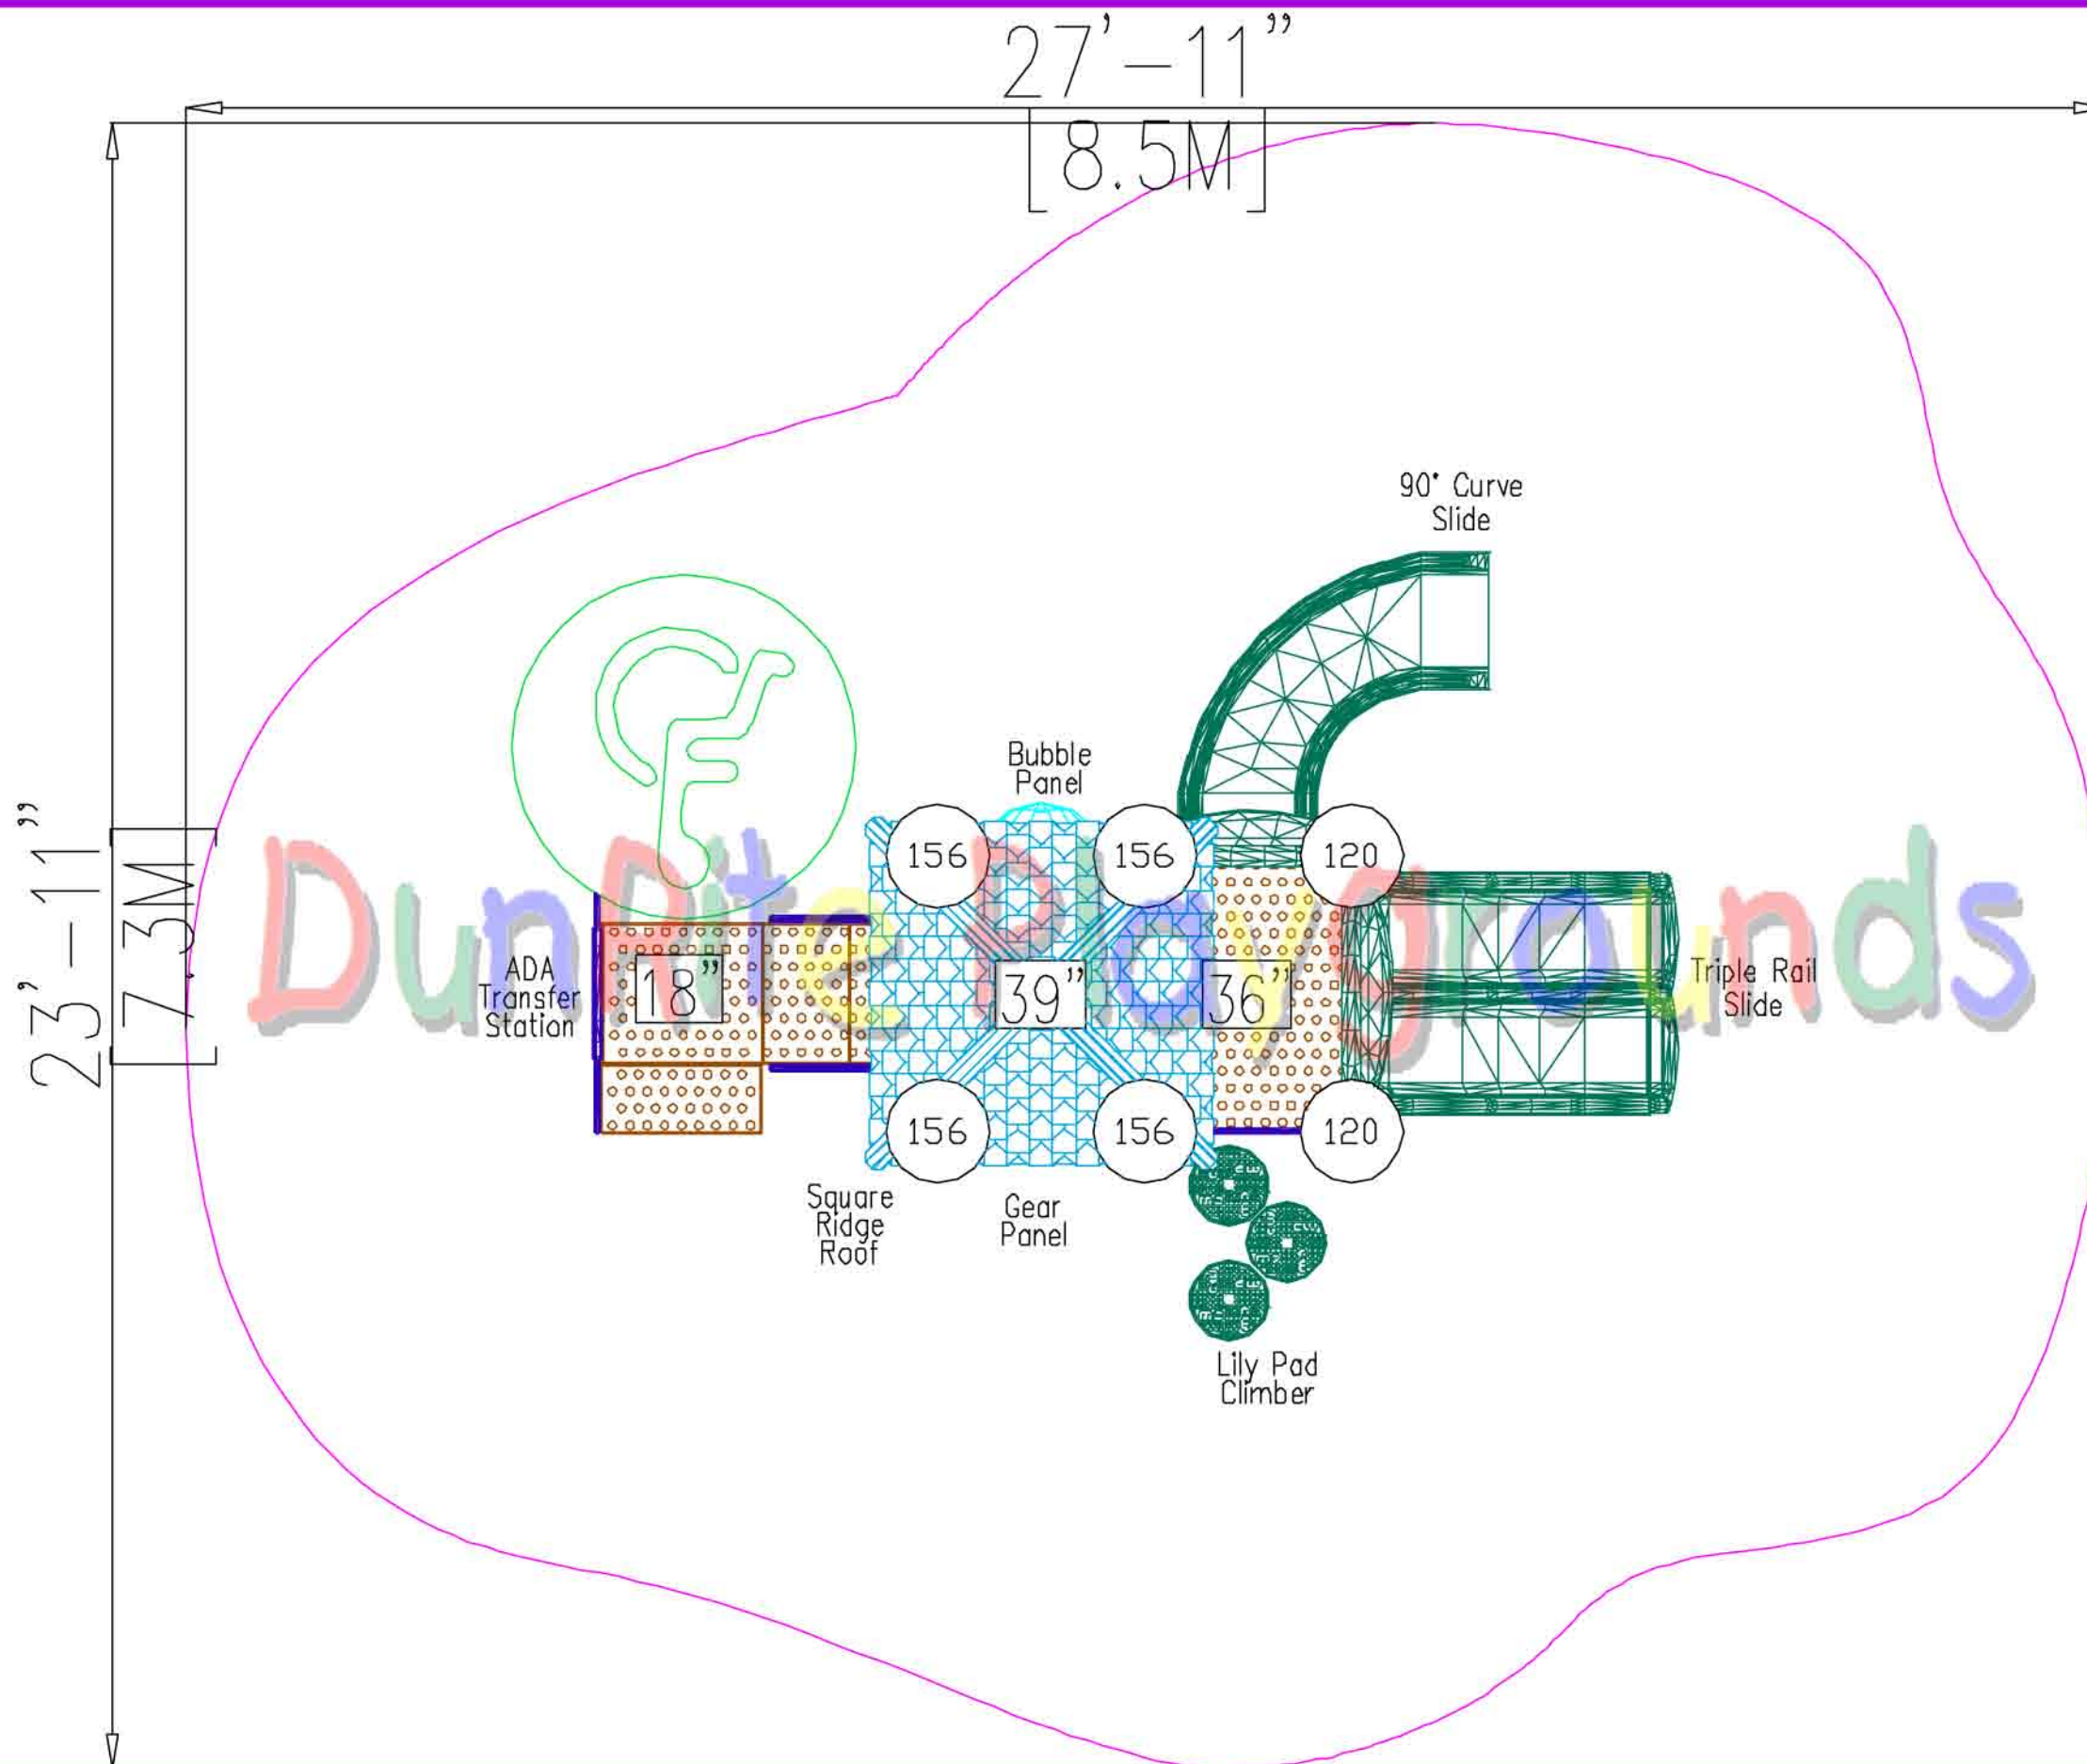 27'-11"
[8.5M]
23'-11"
[7.3M]
90° Curve
Slide
Bubble
Panel
156
156
120
DunRite Playgrounds
ADA
Transfer
Station
18"
39"
36"
Triple Rail
Slide
156
156
120
Square
Ridge
Roof
Gear
Panel
Lily Pad
Climber